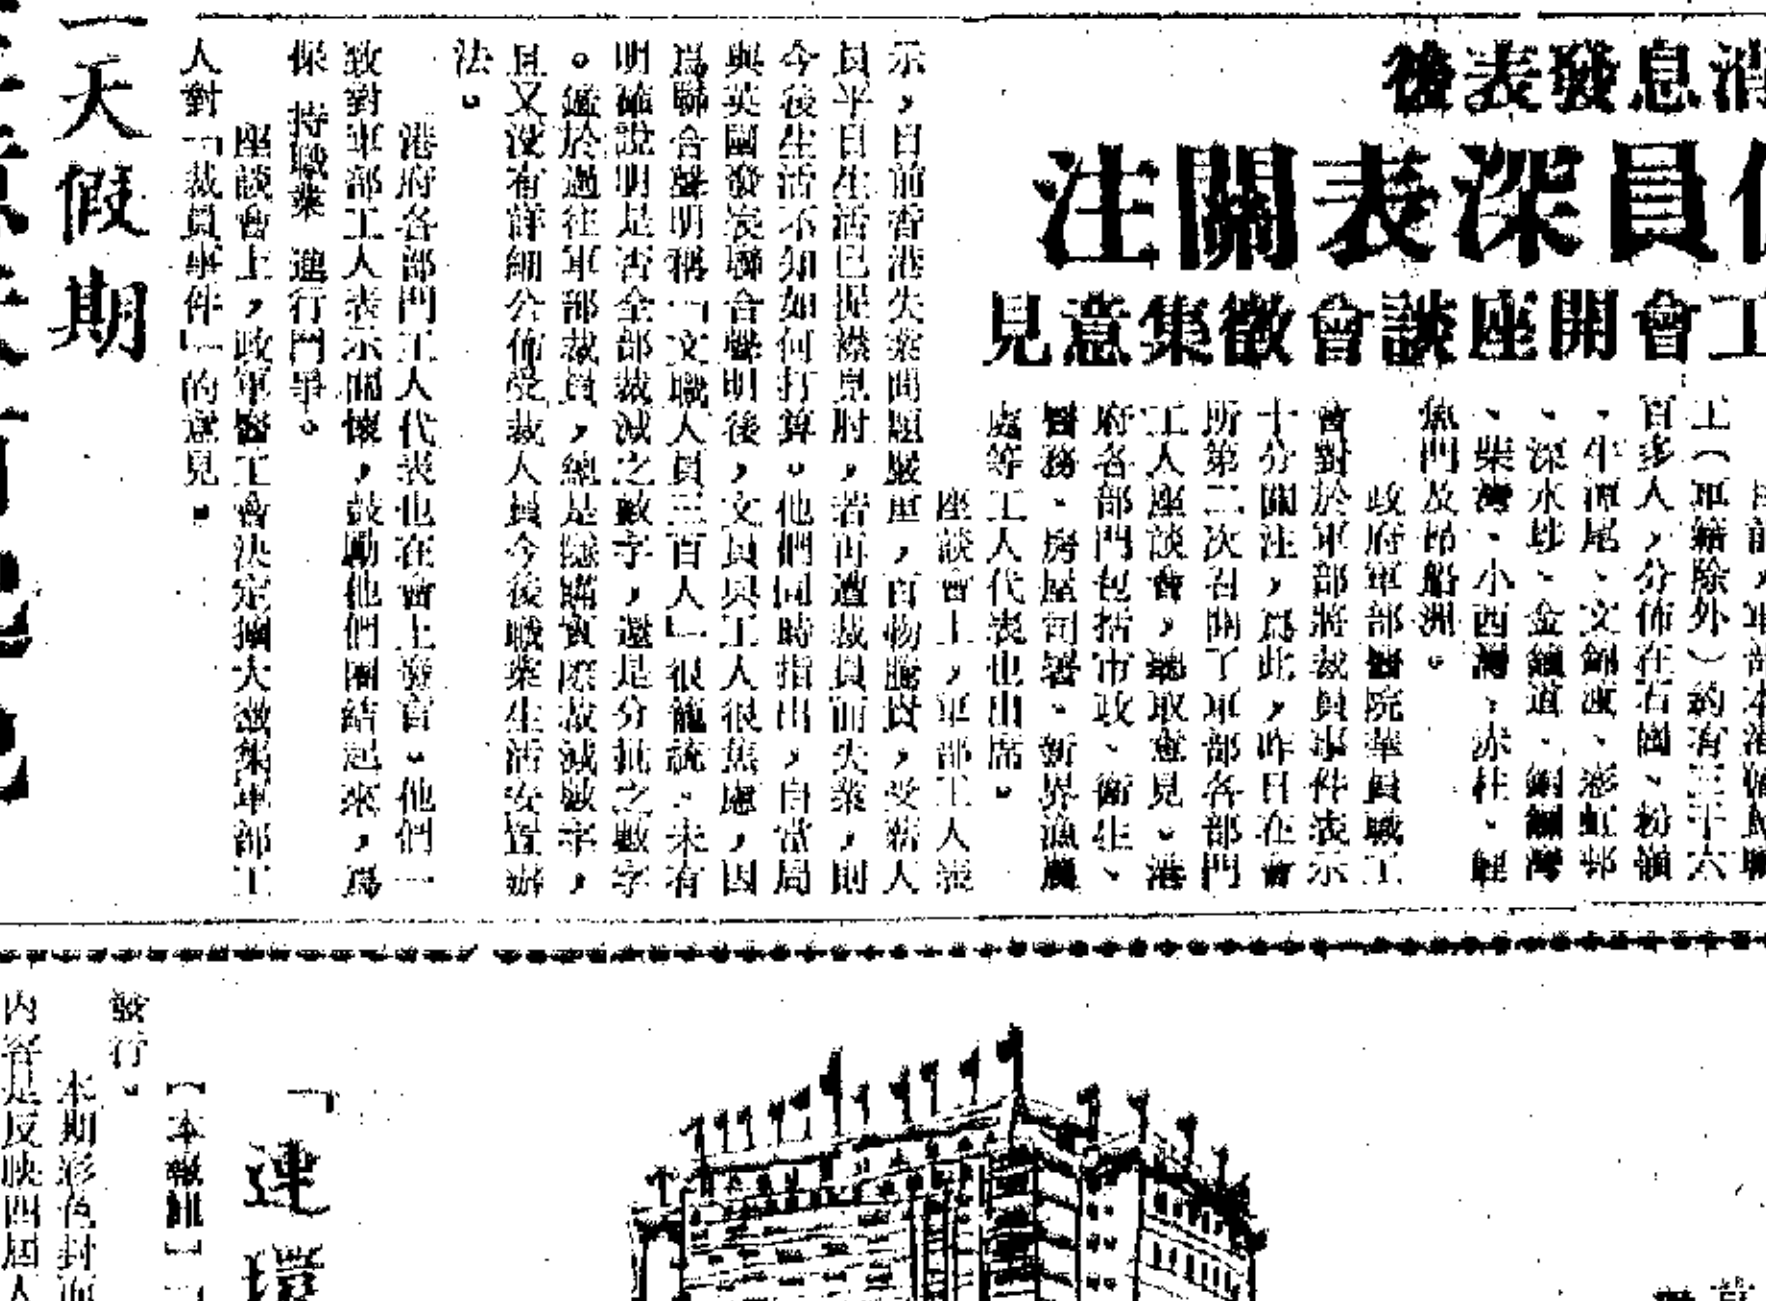 消息發表後
員深表關注
工會開座談會徵集意見
工（軍籍除外）約有三千六
百多人，分佈在石崗、粉嶺
、牛潭尾、文錦渡、彩虹邨
、深水埗、金鐘道、銅鑼灣
、柴灣、小西灣、赤柱、鯉
魚門及昂船洲。
政府軍部醫院華員職工
會對於軍部將裁員事件表示
十分關注，爲此，昨日在會
所第二次召開了軍部各部門
工人座談會，聽取意見。港
府各部門包括市政、衛生、
醫務、房屋司署、新界漁農
處等工人代表也出席。
座談會上，軍部工人表
示，目前香港失業問題嚴重，百物騰貴，受薪人
員平日生活已捉襟見肘，若再遭裁員而失業，則
今後生活不知如何打算。他們同時指出，自當局
與英國發表聯合聲明後，文員與工人很焦慮，因
爲聯合聲明稱「文職人員三百人」很籠統。未有
明確說明是否全部裁減之數字，還是分批之數字
。鑑於過往軍部裁員，總是隱瞞實際裁減數字，
且又沒有詳細公佈受裁人員今後職業生活安置辦
法。
港府各部門工人代表也在會上發言。他們一
致對軍部工人表示關懷，鼓勵他們團結起來，爲
保持職業進行鬥爭。
座談會上，政軍醫工會決定擴大徵集軍部工
人對「裁員事件」的意見。
天假期
「連環
【本報訊】
發行。
本期彩色封面
內容是反映四屆人